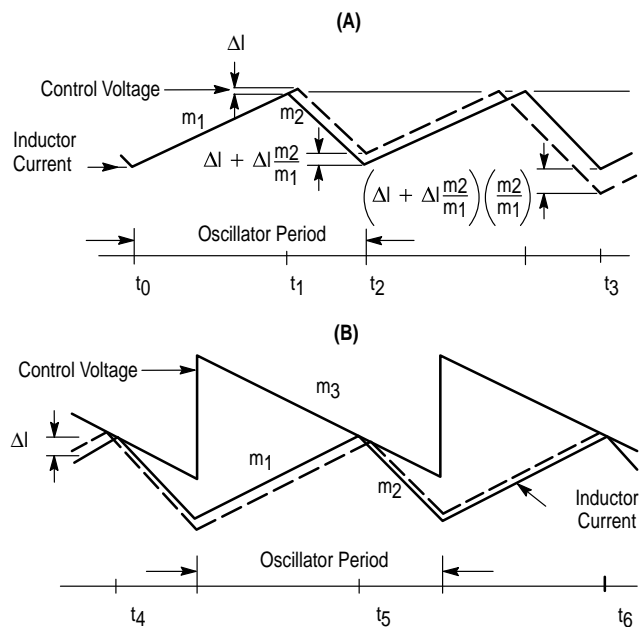 (A)
ΔI
Control Voltage
m1
m2
Inductor
Current
ΔI + ΔI m2/m1
(ΔI + ΔI m2/m1)(m2/m1)
Oscillator Period
t0 t1 t2 t3
(B)
Control Voltage
m3
ΔI
m1
m2
Inductor
Current
Oscillator Period
t4 t5 t6